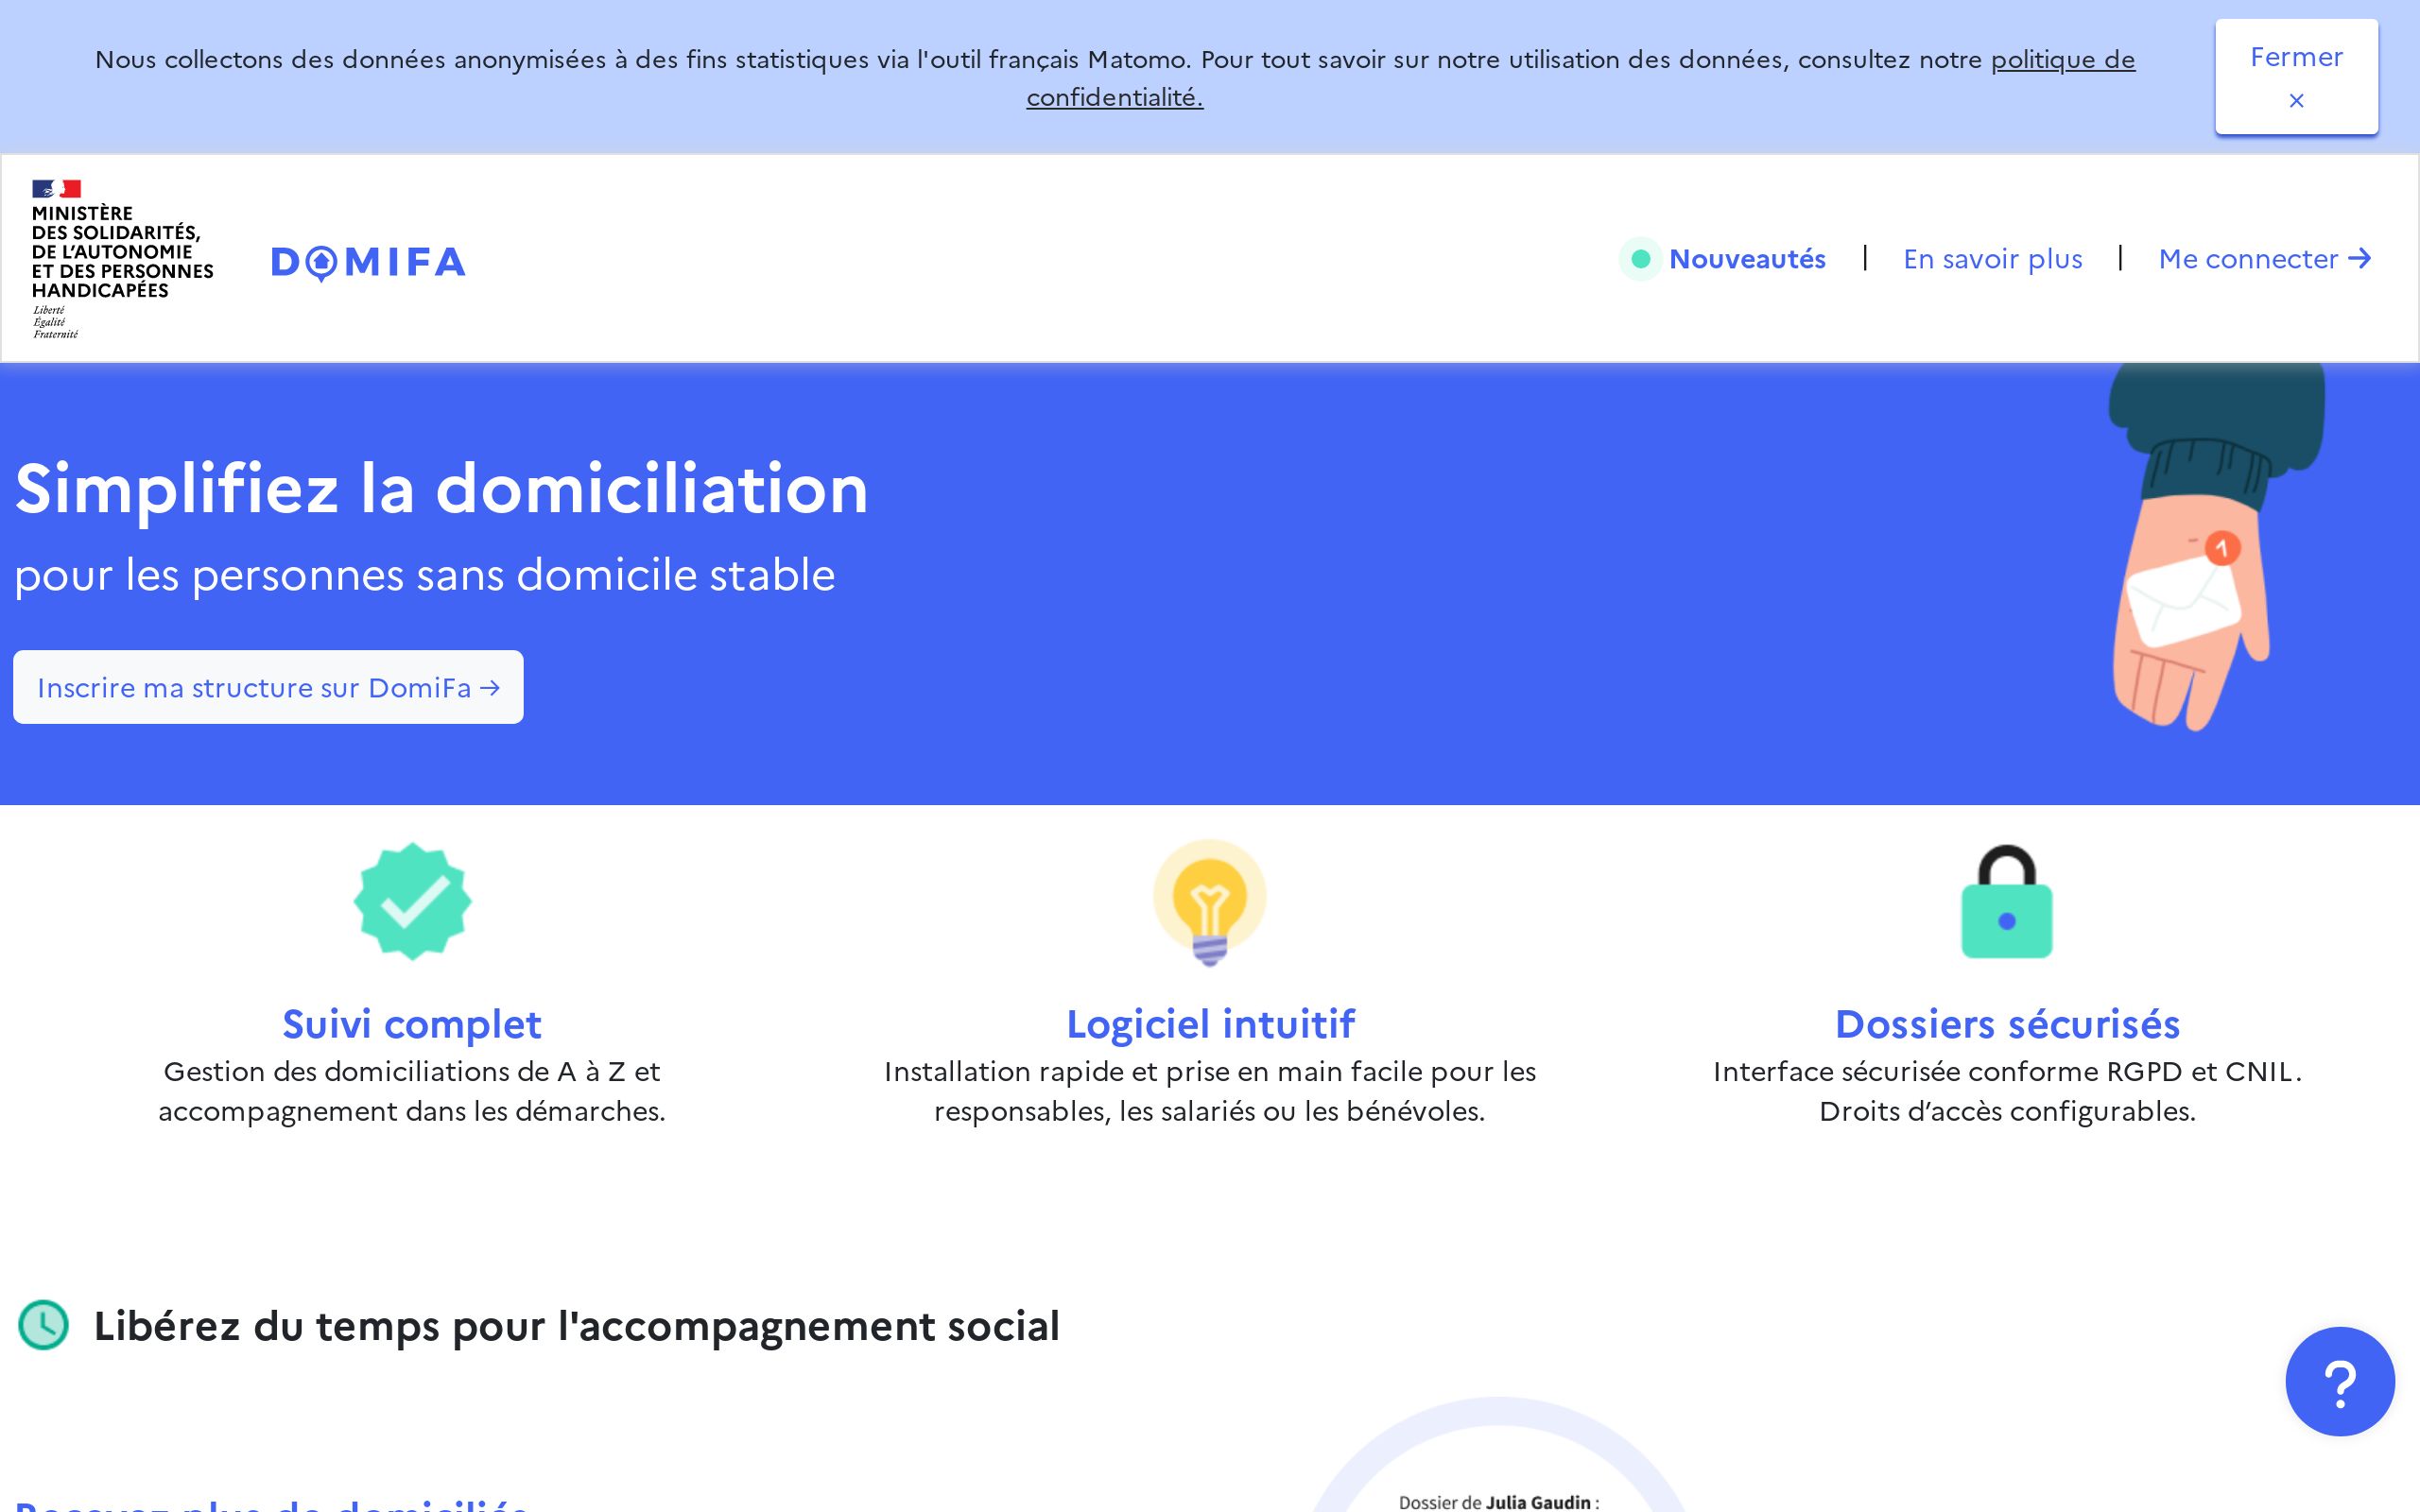 Nous collectons des données anonymisées à des fins statistiques via l'outil français Matomo. Pour tout savoir sur notre utilisation des données, consultez notre politique de
confidentialité.
Fermer
×
MINISTÈRE
DES SOLIDARITÉS,
DE L'AUTONOMIE
ET DES PERSONNES
HANDICAPÉES
Liberté
Égalité
Fraternité
DOMIFA
Nouveautés | En savoir plus | Me connecter →
Simplifiez la domiciliation
pour les personnes sans domicile stable
1
Inscrire ma structure sur DomiFa →
Suivi complet
Gestion des domiciliations de A à Z et
accompagnement dans les démarches.
Logiciel intuitif
Installation rapide et prise en main facile pour les
responsables, les salariés ou les bénévoles.
Dossiers sécurisés
Interface sécurisée conforme RGPD et CNIL.
Droits d’accès configurables.
Libérez du temps pour l'accompagnement social
?
Recevez plus de domiciliés
Dossier de Julia Gaudin :